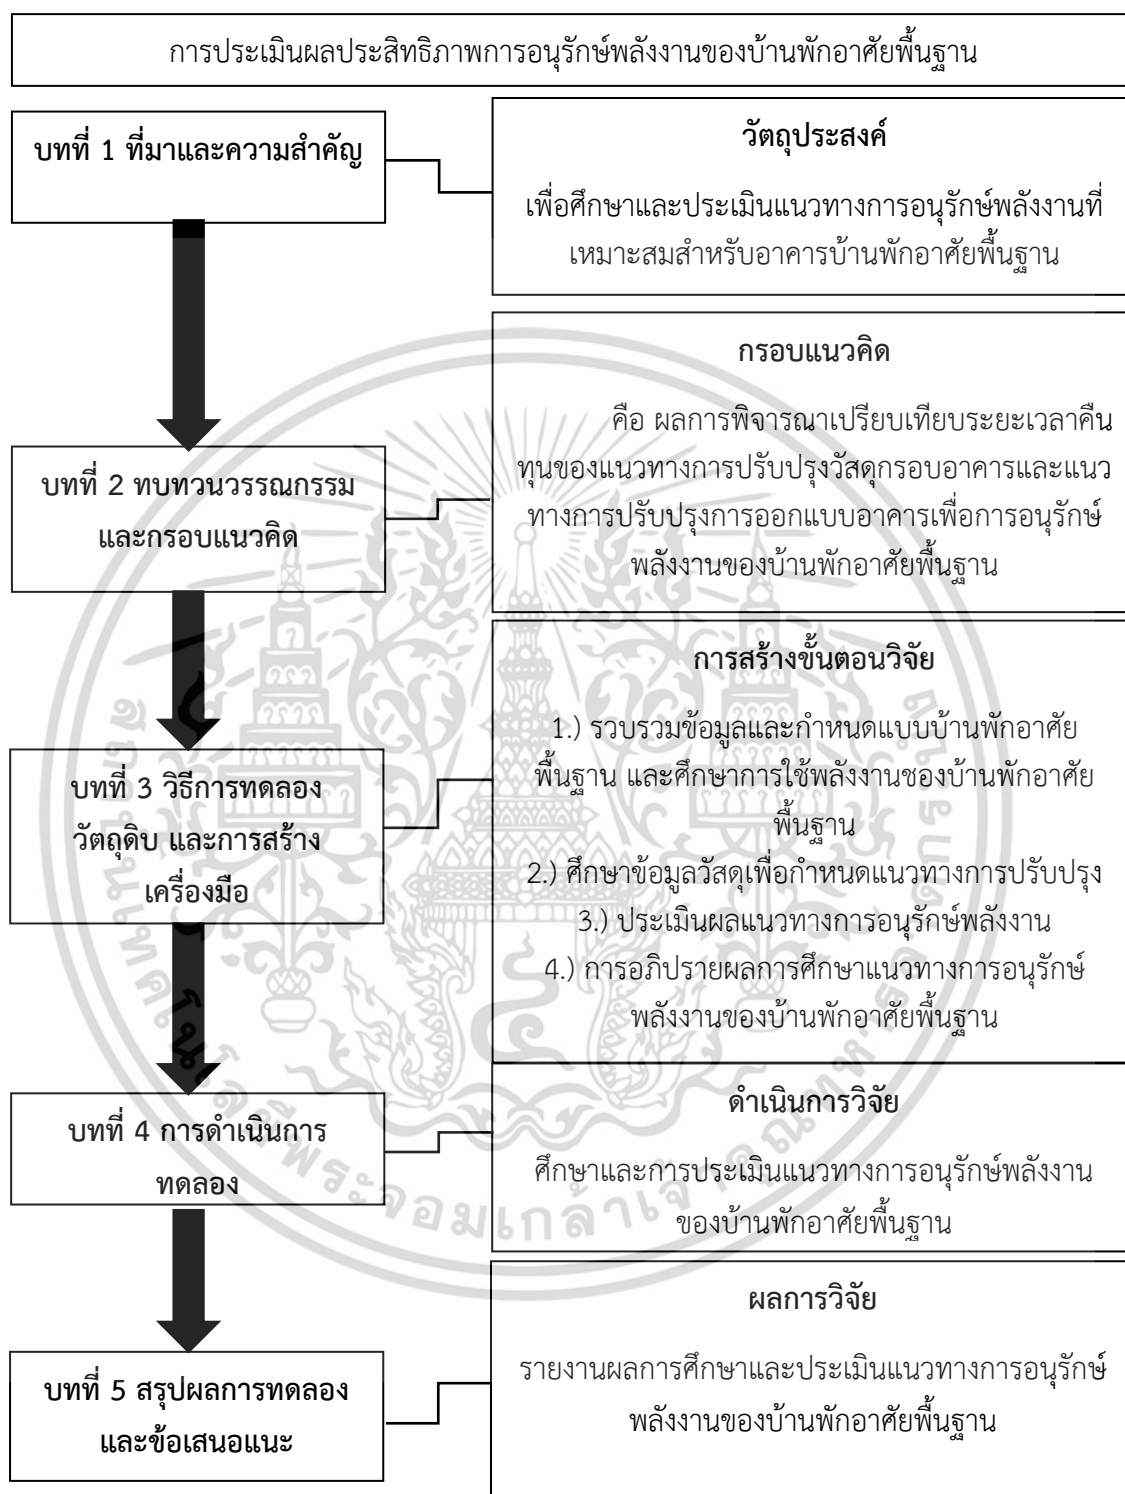 การประเมินผลประสิทธิภาพการอนุรักษ์พลังงานของบ้านพักอาศัยพื้นฐาน
บทที่ 1 ที่มาและความสำคัญ
วัตถุประสงค์
เพื่อศึกษาและประเมินแนวทางการอนุรักษ์พลังงานที่
เหมาะสมสำหรับอาคารบ้านพักอาศัยพื้นฐาน
บทที่ 2 ทบทวนวรรณกรรม
และกรอบแนวคิด
กรอบแนวคิด
คือ ผลการพิจารณาเปรียบเทียบระยะเวลาคืน
ทุนของแนวทางการปรับปรุงวัสดุกรอบอาคารและแนว
ทางการปรับปรุงการออกแบบอาคารเพื่อการอนุรักษ์
พลังงานของบ้านพักอาศัยพื้นฐาน
บทที่ 3 วิธีการทดลอง
วัตถุดิบ และการสร้าง
เครื่องมือ
การสร้างขั้นตอนวิจัย
1.) รวบรวมข้อมูลและกำหนดแบบบ้านพักอาศัย
พื้นฐาน และศึกษาการใช้พลังงานชองบ้านพักอาศัย
พื้นฐาน
2.) ศึกษาข้อมูลวัสดุเพื่อกำหนดแนวทางการปรับปรุง
3.) ประเมินผลแนวทางการอนุรักษ์พลังงาน
4.) การอภิปรายผลการศึกษาแนวทางการอนุรักษ์
พลังงานของบ้านพักอาศัยพื้นฐาน
บทที่ 4 การดำเนินการ
ทดลอง
ดำเนินการวิจัย
ศึกษาและการประเมินแนวทางการอนุรักษ์พลังงาน
ของบ้านพักอาศัยพื้นฐาน
บทที่ 5 สรุปผลการทดลอง
และข้อเสนอแนะ
ผลการวิจัย
รายงานผลการศึกษาและประเมินแนวทางการอนุรักษ์
พลังงานของบ้านพักอาศัยพื้นฐาน